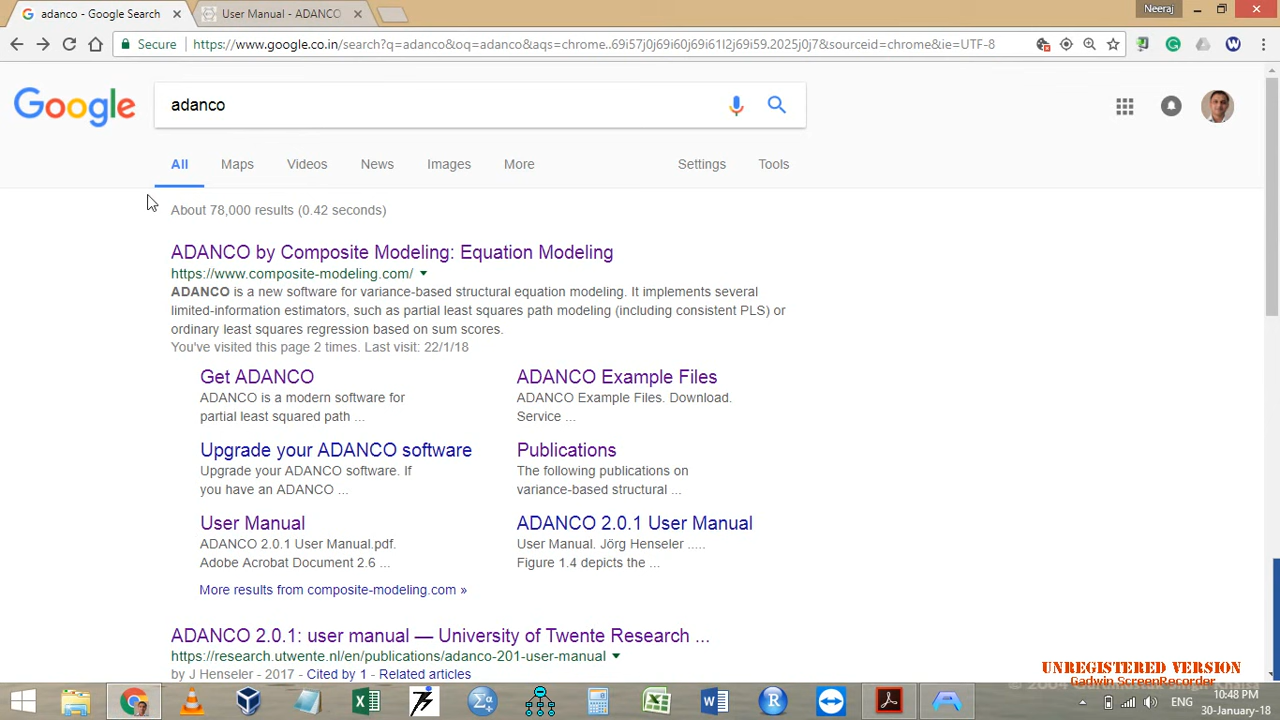 adanco - Google Search
User Manual - ADANCO
Neeraj
Secure
https://www.google.co.in/search?q=adanco&oq=adanco&aqs=chrome..69i57j0j69i60j69i61l2j69i59.2025j0j7&sourceid=chrome&ie=UTF-8
Google
adanco
All
Maps
Videos
News
Images
More
Settings
Tools
About 78,000 results (0.42 seconds)
ADANCO by Composite Modeling: Equation Modeling
https://www.composite-modeling.com/
ADANCO is a new software for variance-based structural equation modeling. It implements several
limited-information estimators, such as partial least squares path modeling (including consistent PLS) or
ordinary least squares regression based on sum scores.
You've visited this page 2 times. Last visit: 22/1/18
Get ADANCO
ADANCO is a modern software for
partial least squared path ...
ADANCO Example Files
ADANCO Example Files. Download.
Service ...
Upgrade your ADANCO software
Upgrade your ADANCO software. If
you have an ADANCO ...
Publications
The following publications on
variance-based structural ...
User Manual
ADANCO 2.0.1 User Manual.pdf.
Adobe Acrobat Document 2.6 ...
ADANCO 2.0.1 User Manual
User Manual. Jörg Henseler .....
Figure 1.4 depicts the ...
More results from composite-modeling.com »
ADANCO 2.0.1: user manual — University of Twente Research ...
https://research.utwente.nl/en/publications/adanco-201-user-manual
by J Henseler - 2017 - Cited by 1 - Related articles
UNREGISTERED VERSION
Gadwin ScreenRecorder
ENG
10:48 PM
30-January-18